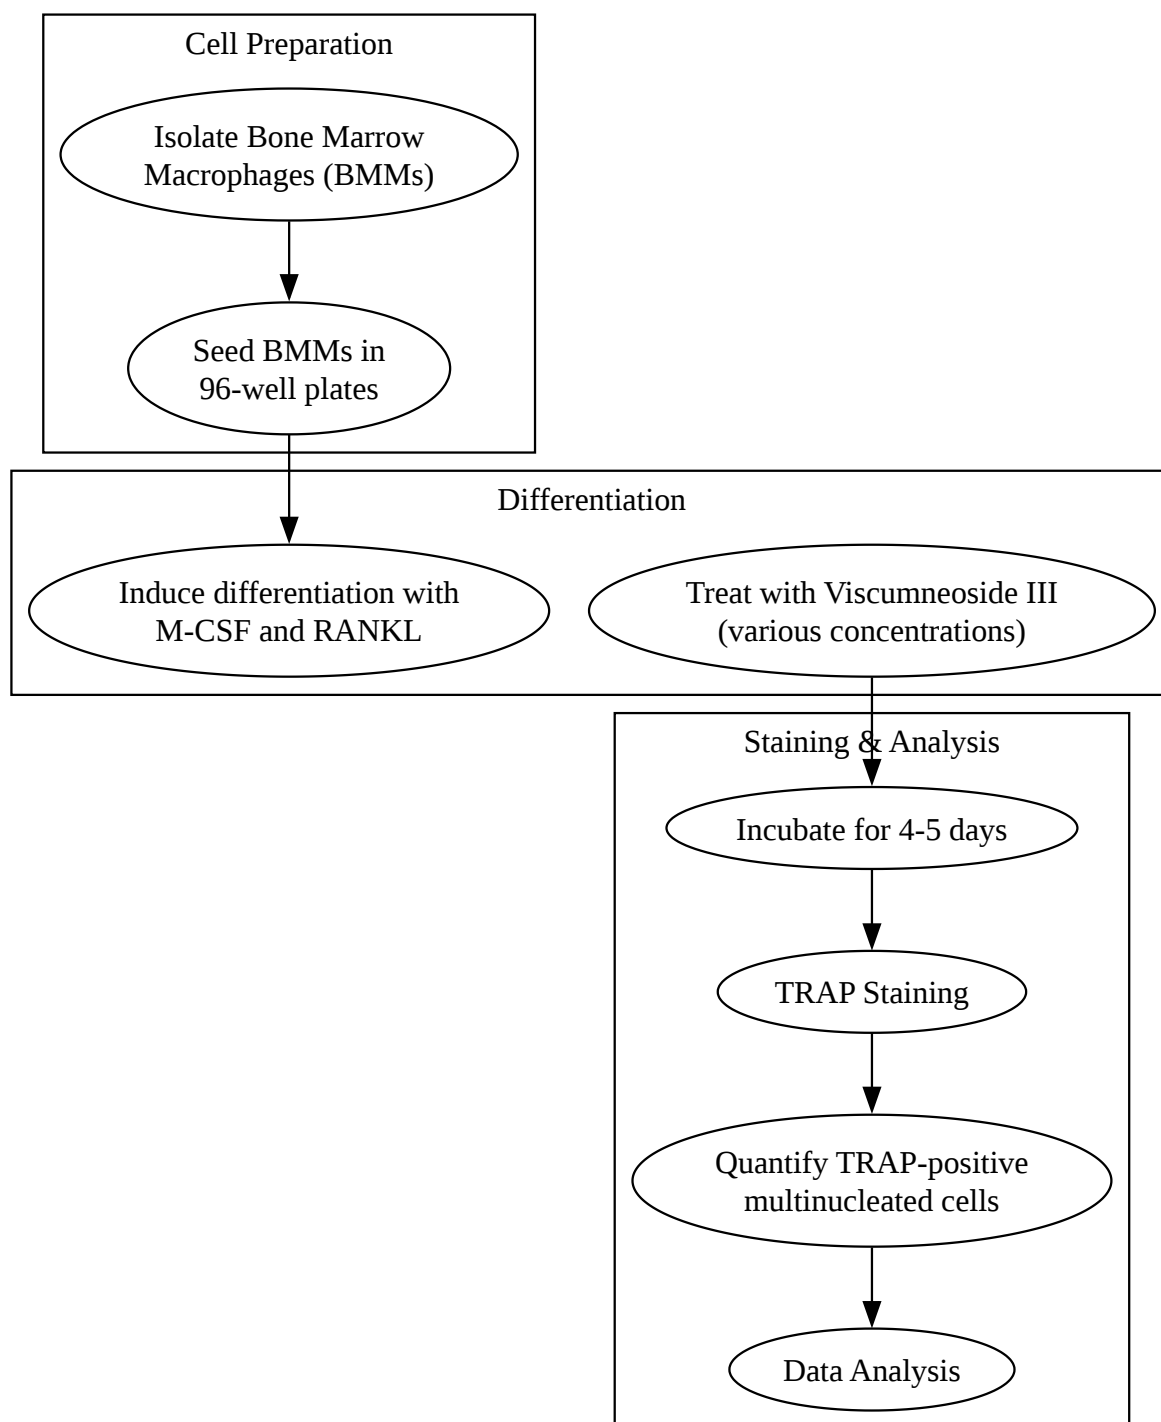 Cell Preparation
Isolate Bone Marrow
Macrophages (BMMs)
Seed BMMs in
96-well plates
Differentiation
Induce differentiation with
M-CSF and RANKL
Treat with Viscumneoside III
(various concentrations)
Staining & Analysis
Incubate for 4-5 days
TRAP Staining
Quantify TRAP-positive
multinucleated cells
Data Analysis